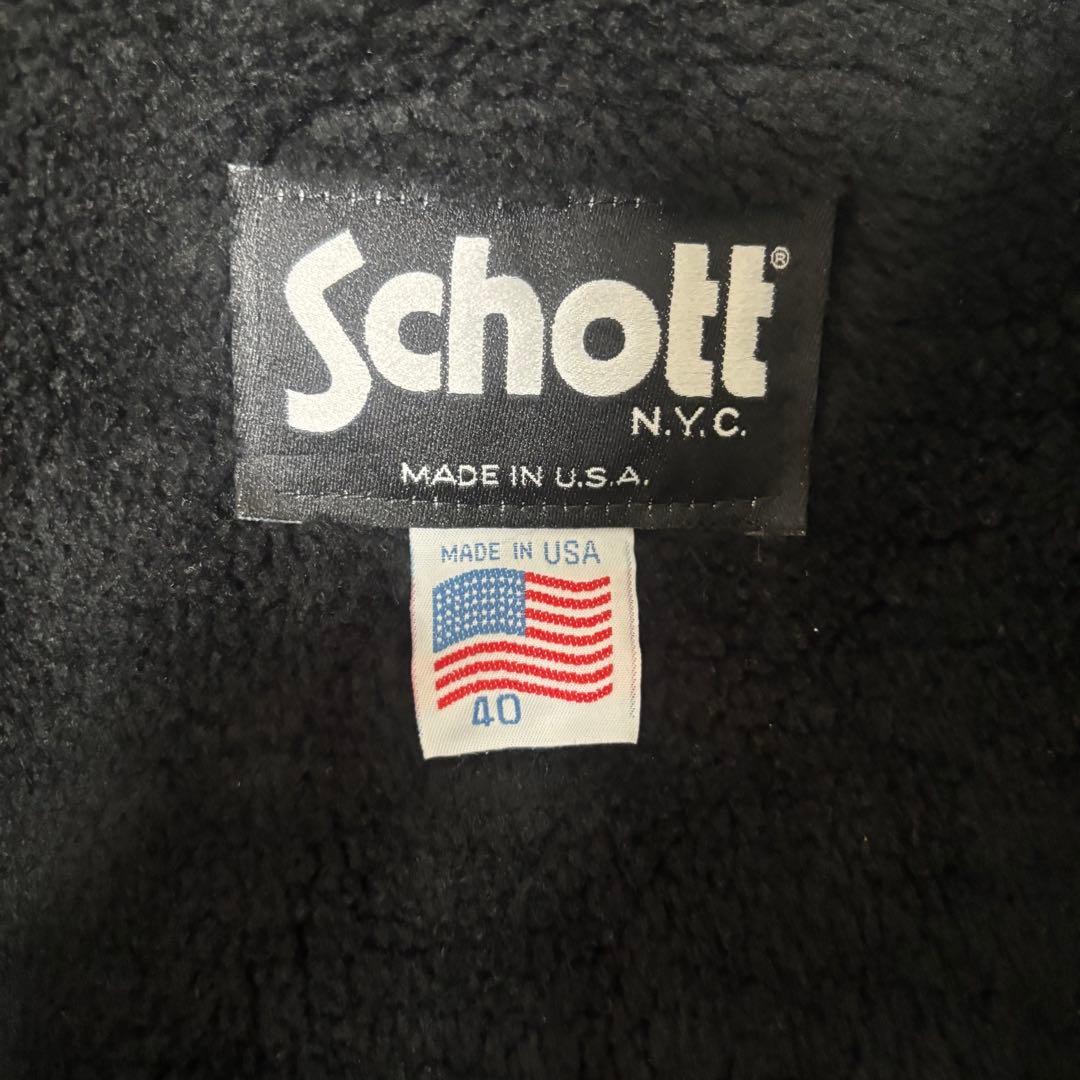 Schott®
N.Y.C.
MADE IN U.S.A.
MADE IN USA
40